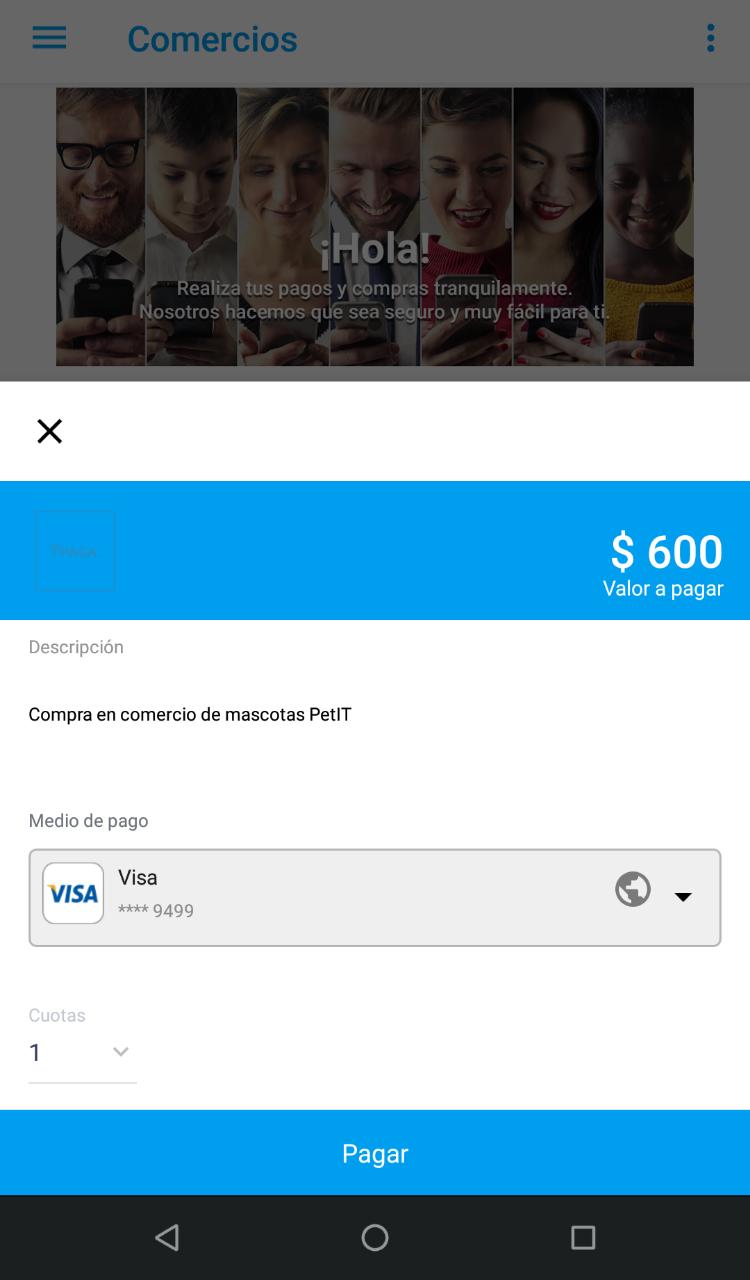 Comercios
¡Hola!
Realiza tus pagos y compras tranquilamente.
Nosotros hacemos que sea seguro y muy fácil para ti.
$ 600
Valor a pagar
Descripción
Compra en comercio de mascotas PetIT
Medio de pago
VISA
Visa
**** 9499
Cuotas
1
Pagar